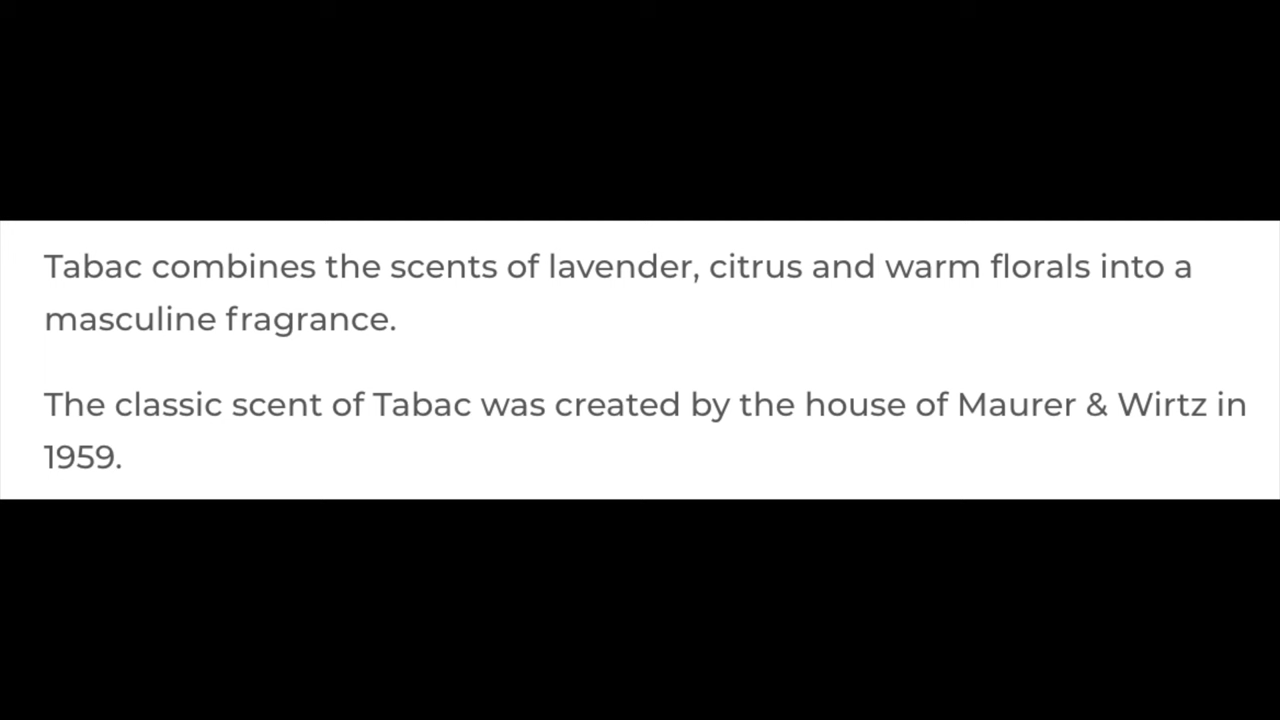 Tabac combines the scents of lavender, citrus and warm florals into a
masculine fragrance.
The classic scent of Tabac was created by the house of Maurer & Wirtz in
1959.